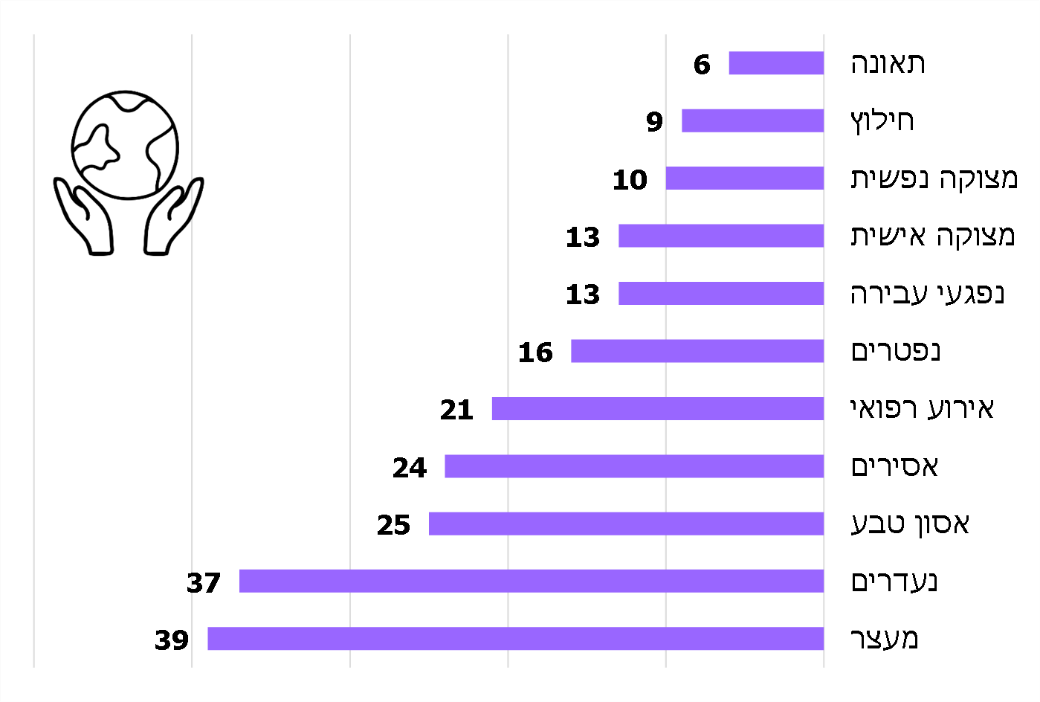 תאונה 6
חילוץ 9
מצוקה נפשית 10
מצוקה אישית 13
נפגעי עבירה 13
נפטרים 16
אירוע רפואי 21
אסירים 24
אסון טבע 25
נעדרים 37
מעצר 39